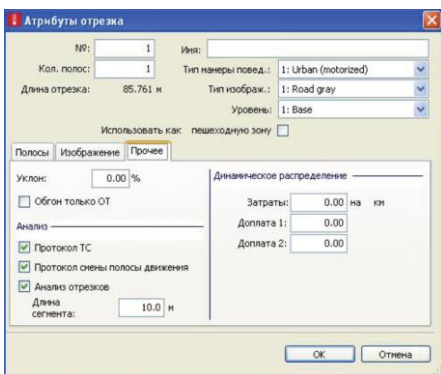 Атрибуты отрезка
№: 1 Имя:
Кол. полос: 1 Тип манеры повед.: 1: Urban (motorized)
Длина отрезка: 85.761 м Тип изображ.: 1: Road gray
Уровень: 1: Base
Использовать как пешеходную зону
Полосы Изображение Прочее
Уклон: 0.00 %
Обгон только ОТ
Анализ
Протокол ТС
Протокол смены полосы движения
Анализ отрезков
Длина сегмента: 10.0 м
Динамическое распределение
Затраты: 0.00 на км
Доплата 1: 0.00
Доплата 2: 0.00
OK Отмена